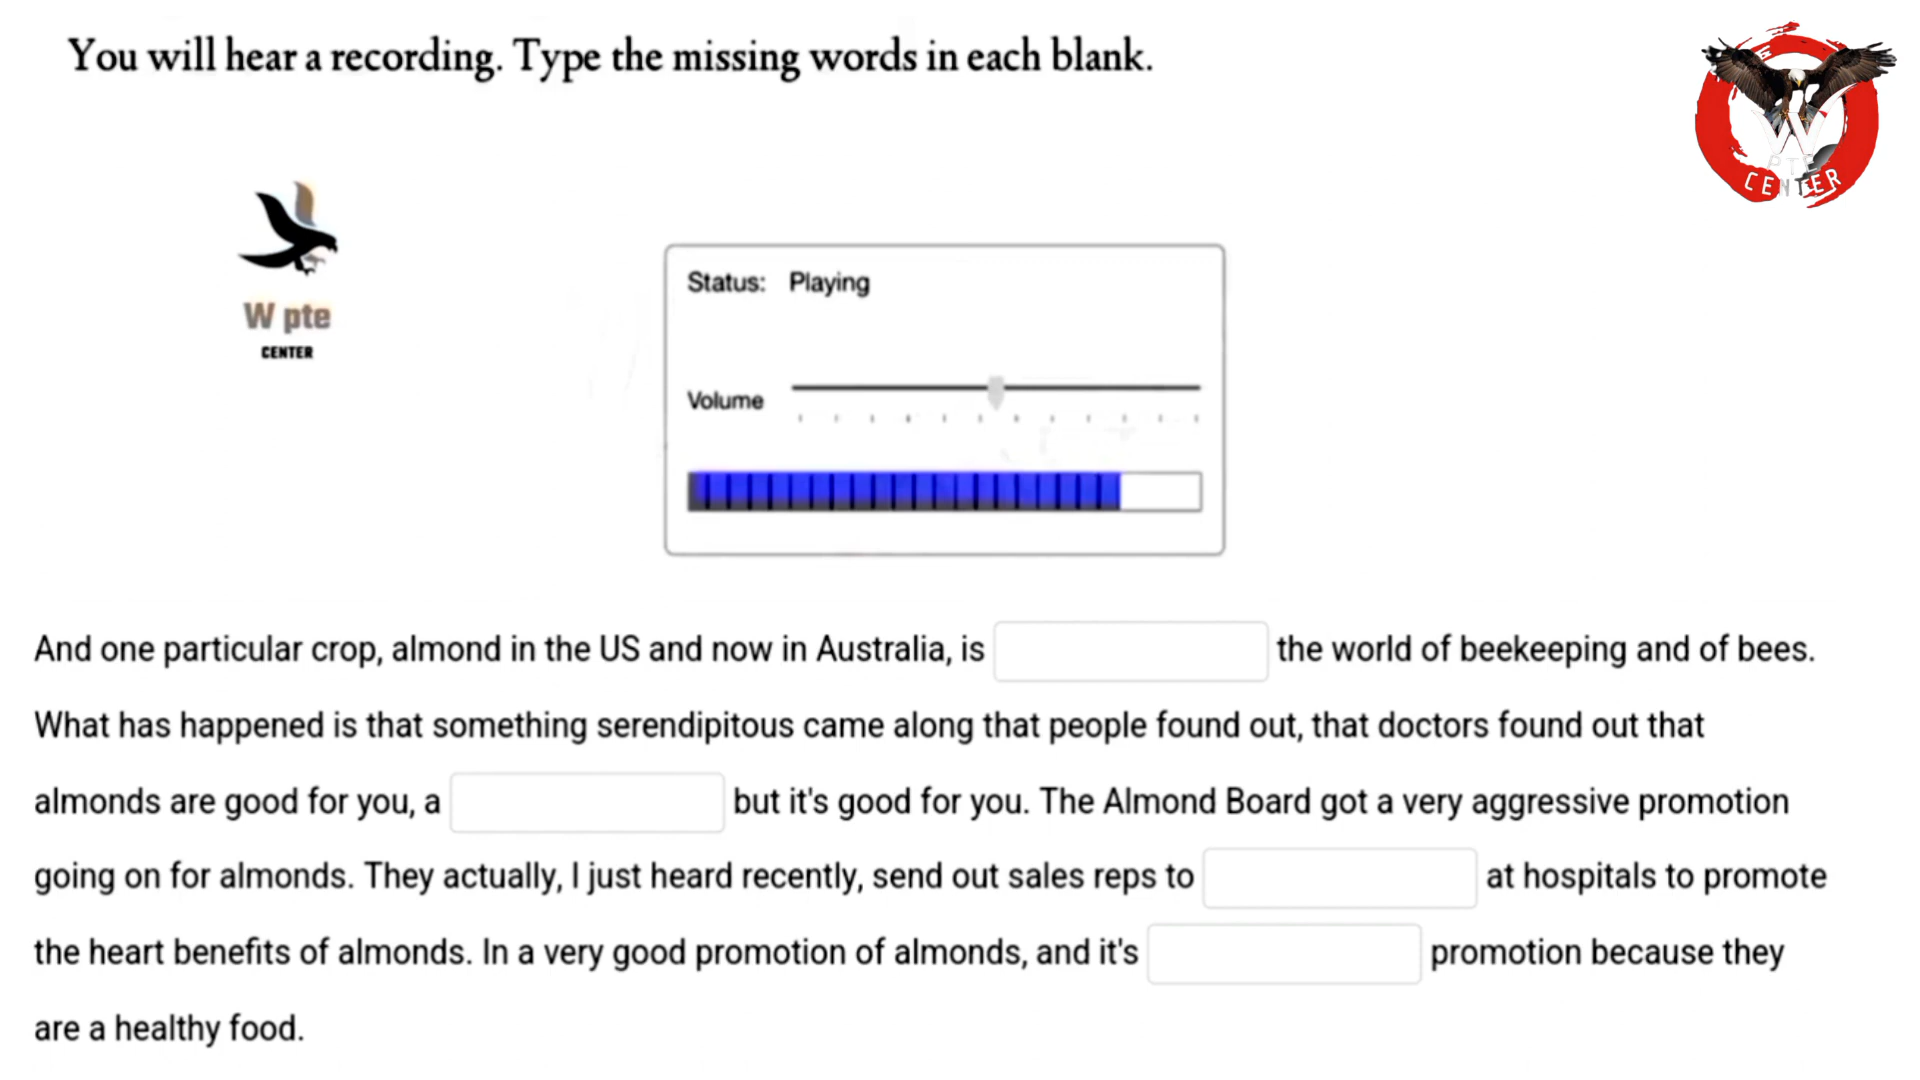 You will hear a recording. Type the missing words in each blank.
W
PTE
CENTER
W pte
CENTER
Status: Playing
Volume
And one particular crop, almond in the US and now in Australia, is the world of beekeeping and of bees.
What has happened is that something serendipitous came along that people found out, that doctors found out that
almonds are good for you, a but it's good for you. The Almond Board got a very aggressive promotion
going on for almonds. They actually, I just heard recently, send out sales reps to at hospitals to promote
the heart benefits of almonds. In a very good promotion of almonds, and it's promotion because they
are a healthy food.